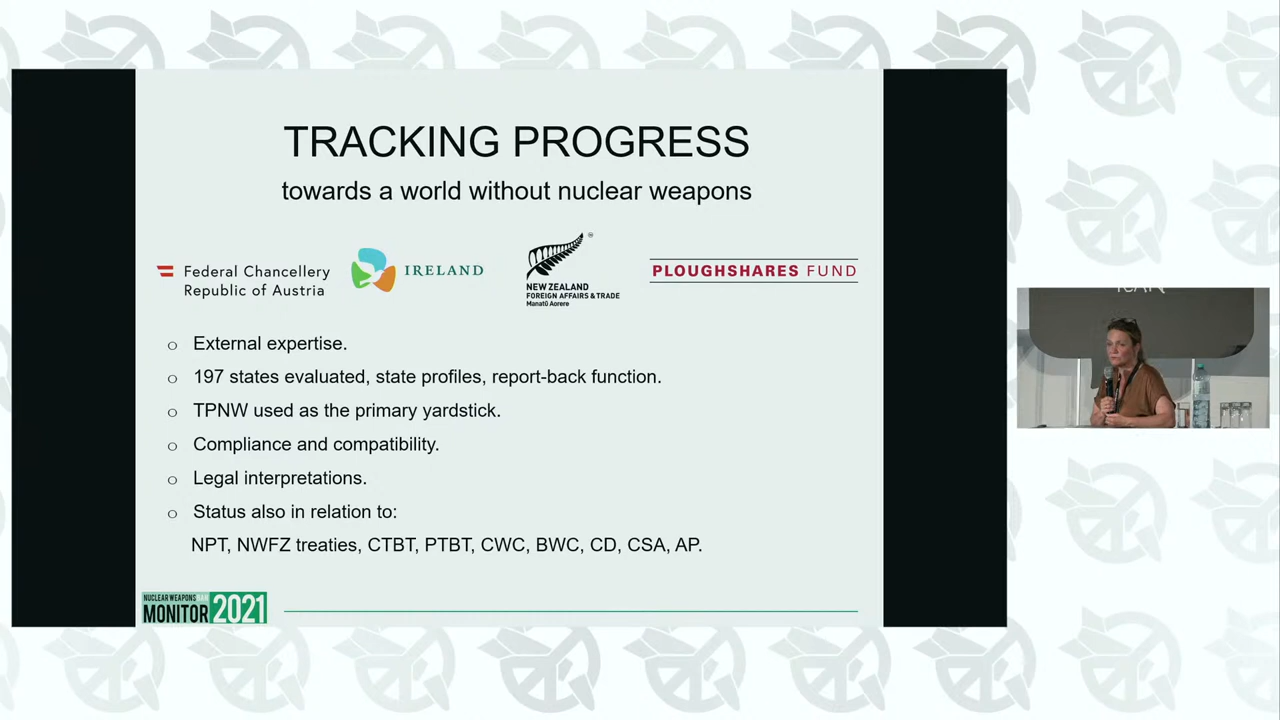 TRACKING PROGRESS
towards a world without nuclear weapons
Federal Chancellery
Republic of Austria
IRELAND
NEW ZEALAND
FOREIGN AFFAIRS & TRADE
Manatū Aorere
PLOUGHSHARES FUND
o External expertise.
o 197 states evaluated, state profiles, report-back function.
o TPNW used as the primary yardstick.
o Compliance and compatibility.
o Legal interpretations.
o Status also in relation to:
NPT, NWFZ treaties, CTBT, PTBT, CWC, BWC, CD, CSA, AP.
NUCLEAR WEAPONS BAN
MONITOR 2021
ICAN